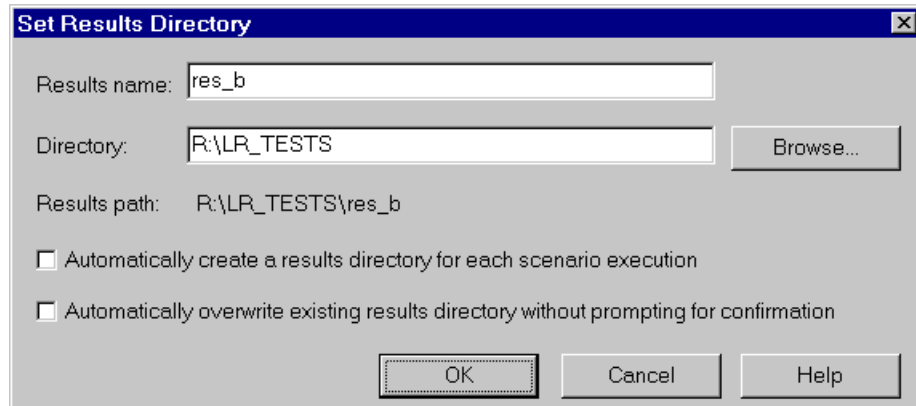 Set Results Directory
Results name: res_b
Directory: R:\LR_TESTS Browse...
Results path: R:\LR_TESTS\res_b
Automatically create a results directory for each scenario execution
Automatically overwrite existing results directory without prompting for confirmation
OK Cancel Help